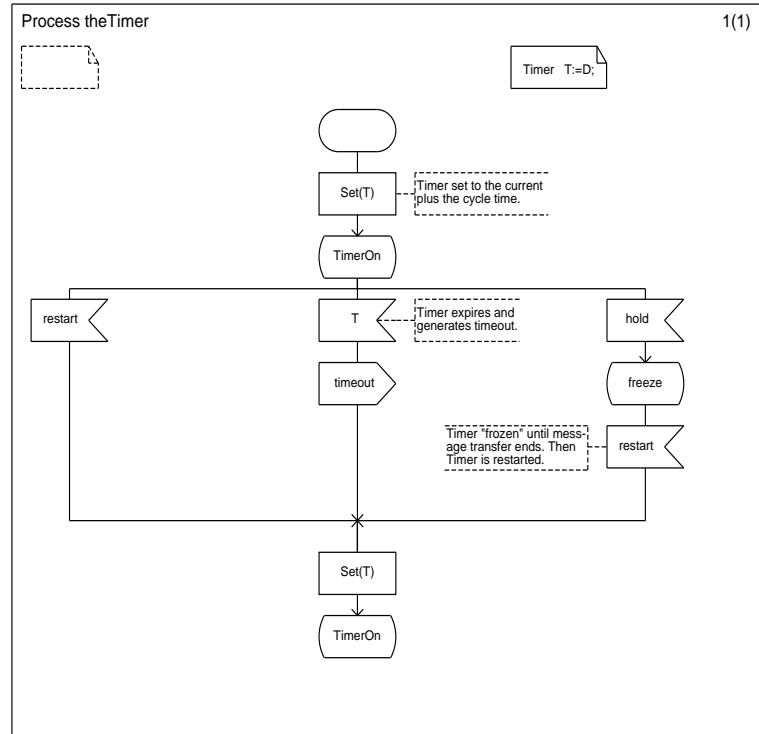 Process theTimer
1(1)
Timer T:=D;
Set(T)
Timer set to the current
plus the cycle time.
TimerOn
restart
T
Timer expires and
generates timeout.
hold
timeout
freeze
Timer "frozen" until mess-
age transfer ends. Then
Timer is restarted.
restart
Set(T)
TimerOn